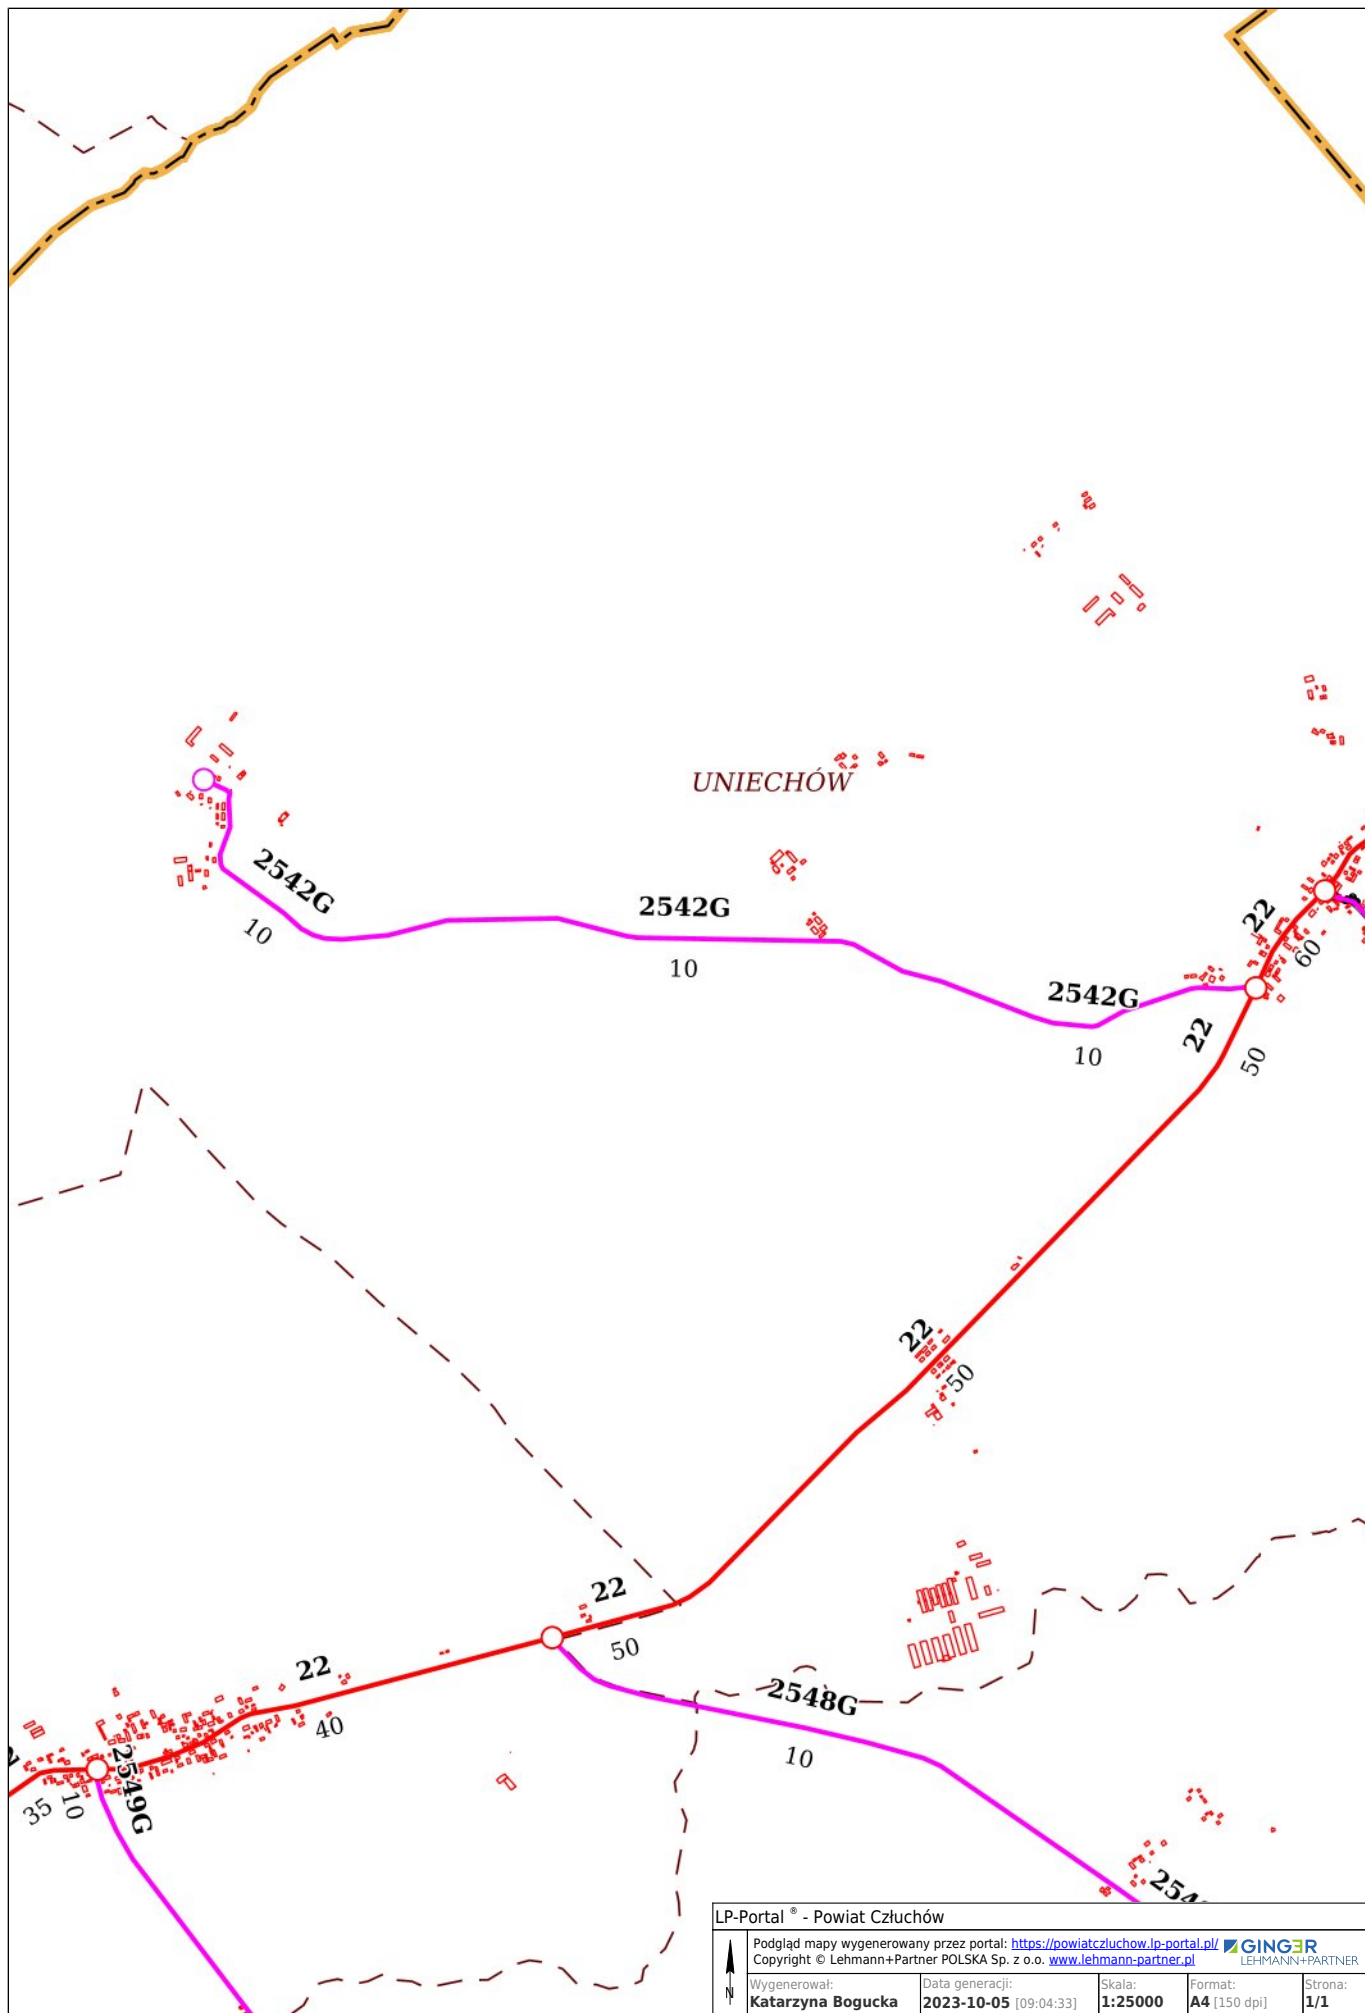 UNIECHÓW
2542G
10
2542G
10
2542G
10
22
60
22
50
22
50
22
50
22
40
2548G
10
2549G
35
10
LP-Portal ® - Powiat Człuchów
Podgląd mapy wygenerowany przez portal: https://powiatczluchow.lp-portal.pl/
Copyright © Lehmann+Partner POLSKA Sp. z o.o. www.lehmann-partner.pl
GINGER
LEHMANN+PARTNER
N
Wygenerował:
Katarzyna Bogucka
Data generacji:
2023-10-05 [09:04:33]
Skala:
1:25000
Format:
A4 [150 dpi]
Strona:
1/1